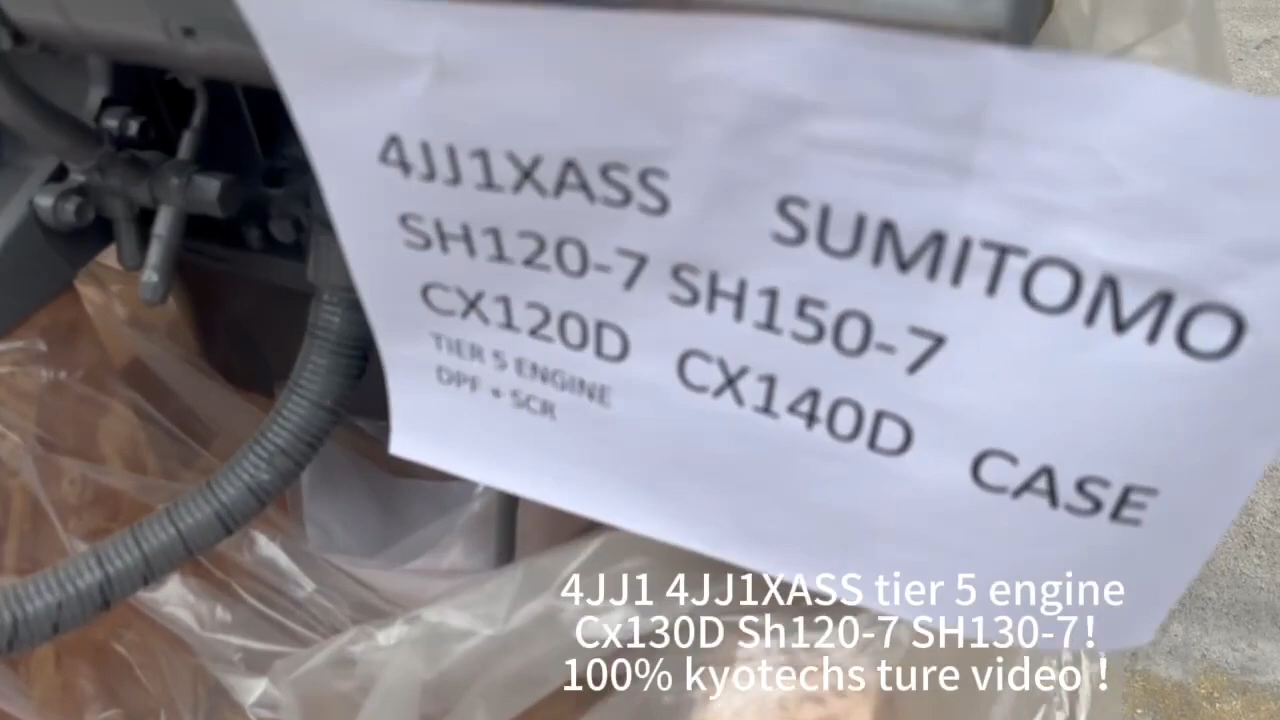 4JJ1XASS SUMITOMO
SH120-7 SH150-7
CX120D CX140D CASE
TIER 5 ENGINE
DPF + SCR
4JJ1 4JJ1XASS tier 5 engine
Cx130D Sh120-7 SH130-7!
100% kyotechs ture video !